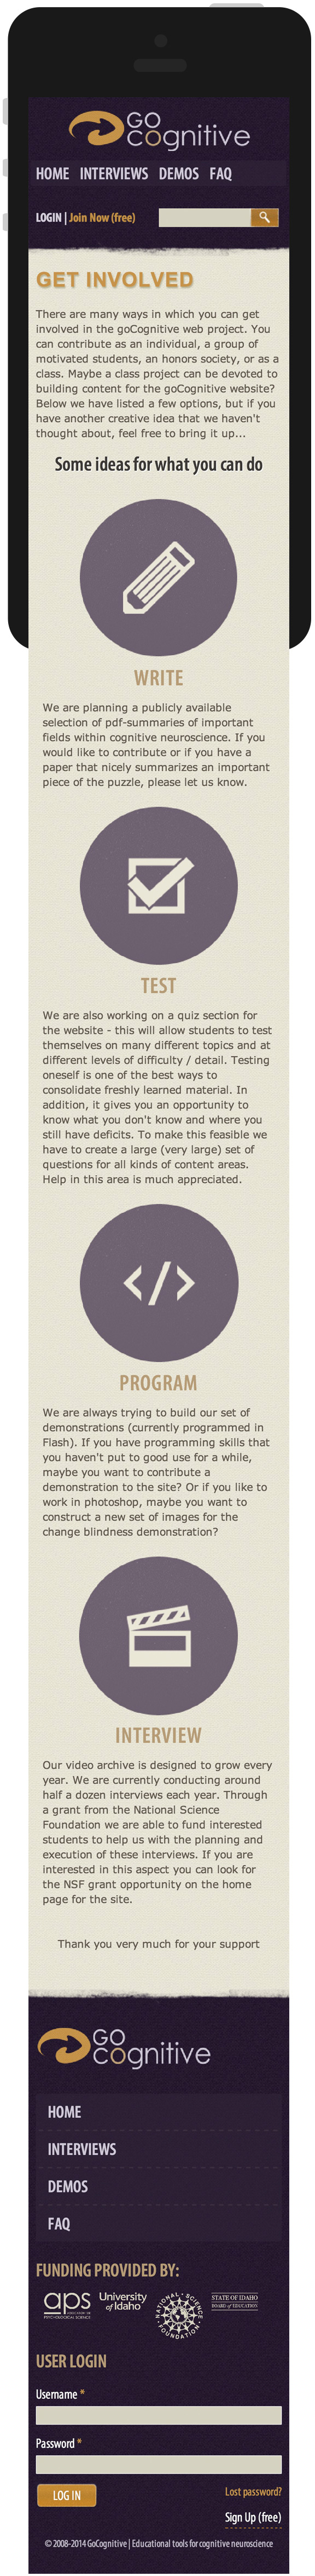 GO
Cognitive
HOME INTERVIEWS DEMOS FAQ
LOGIN | Join Now (free)
GET INVOLVED
There are many ways in which you can get
involved in the goCognitive web project. You
can contribute as an individual, a group of
motivated students, an honors society, or as a
class. Maybe a class project can be devoted to
building content for the goCognitive website?
Below we have listed a few options, but if you
have another creative idea that we haven't
thought about, feel free to bring it up...
Some ideas for what you can do
WRITE
We are planning a publicly available
selection of pdf-summaries of important
fields within cognitive neuroscience. If you
would like to contribute or if you have a
paper that nicely summarizes an important
piece of the puzzle, please let us know.
TEST
We are also working on a quiz section for
the website - this will allow students to test
themselves on many different topics and at
different levels of difficulty / detail. Testing
oneself is one of the best ways to
consolidate freshly learned material. In
addition, it gives you an opportunity to
know what you don't know and where you
still have deficits. To make this feasible we
have to create a large (very large) set of
questions for all kinds of content areas.
Help in this area is much appreciated.
</>
PROGRAM
We are always trying to build our set of
demonstrations (currently programmed in
Flash). If you have programming skills that
you haven't put to good use for a while,
maybe you want to contribute a
demonstration to the site? Or if you like to
work in photoshop, maybe you want to
construct a new set of images for the
change blindness demonstration?
INTERVIEW
Our video archive is designed to grow every
year. We are currently conducting around
half a dozen interviews each year. Through
a grant from the National Science
Foundation we are able to fund interested
students to help us with the planning and
execution of these interviews. If you are
interested in this aspect you can look for
the NSF grant opportunity on the home
page for the site.
Thank you very much for your support
GO
Cognitive
HOME
INTERVIEWS
DEMOS
FAQ
FUNDING PROVIDED BY:
aps
ASSOCIATION FOR
PSYCHOLOGICAL SCIENCE
University
of Idaho
NATIONAL SCIENCE FOUNDATION
STATE OF IDAHO
BOARD of EDUCATION
USER LOGIN
Username *
Password *
LOG IN
Lost password?
Sign Up (free)
© 2008-2014 GoCognitive | Educational tools for cognitive neuroscience